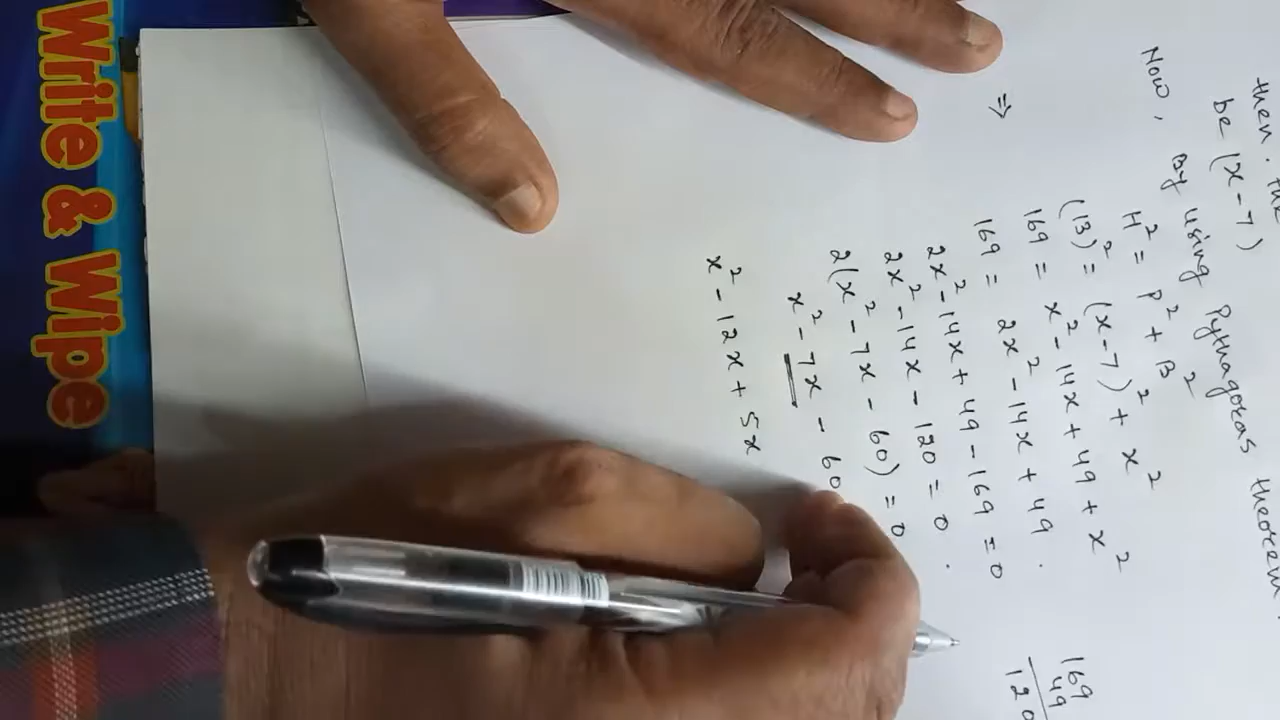 then. the
be (x-7)
Now, By using Pythagoras theorem
H² = P² + B²
(13)² = (x-7)² + x²
169 = x² - 14x + 49 + x²
⇒ 169 = 2x² - 14x + 49.
2x² - 14x + 49 - 169 = 0
2x² - 14x - 120 = 0.
2(x² - 7x - 60) = 0
x² - 7x - 60
x² - 12x + 5x
169
49
120
Write & Wipe